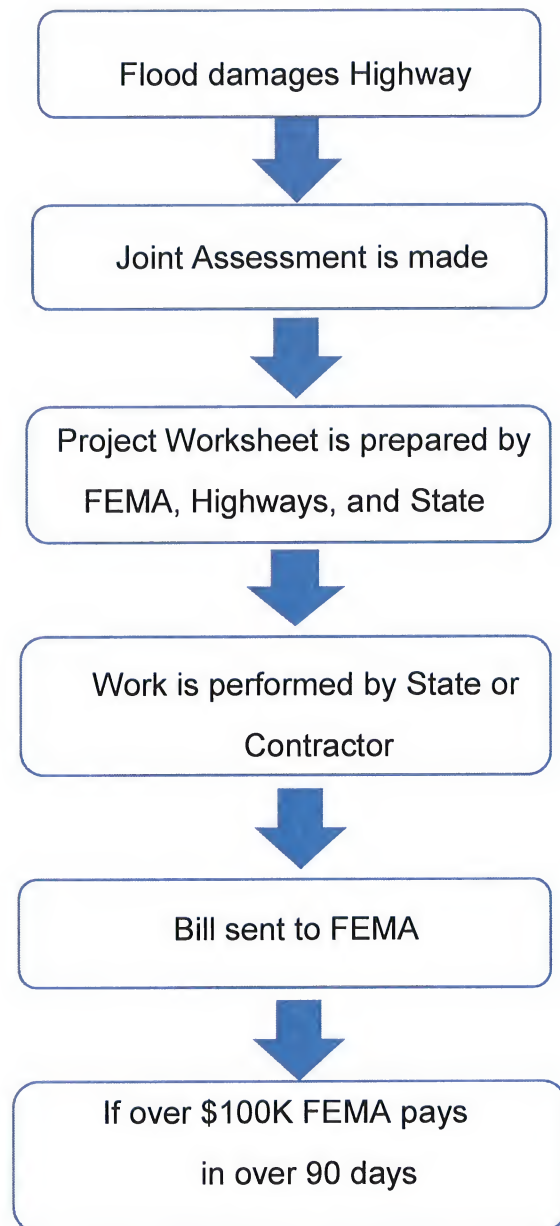 Flood damages Highway
Joint Assessment is made
Project Worksheet is prepared by
FEMA, Highways, and State
Work is performed by State or
Contractor
Bill sent to FEMA
If over $100K FEMA pays
in over 90 days